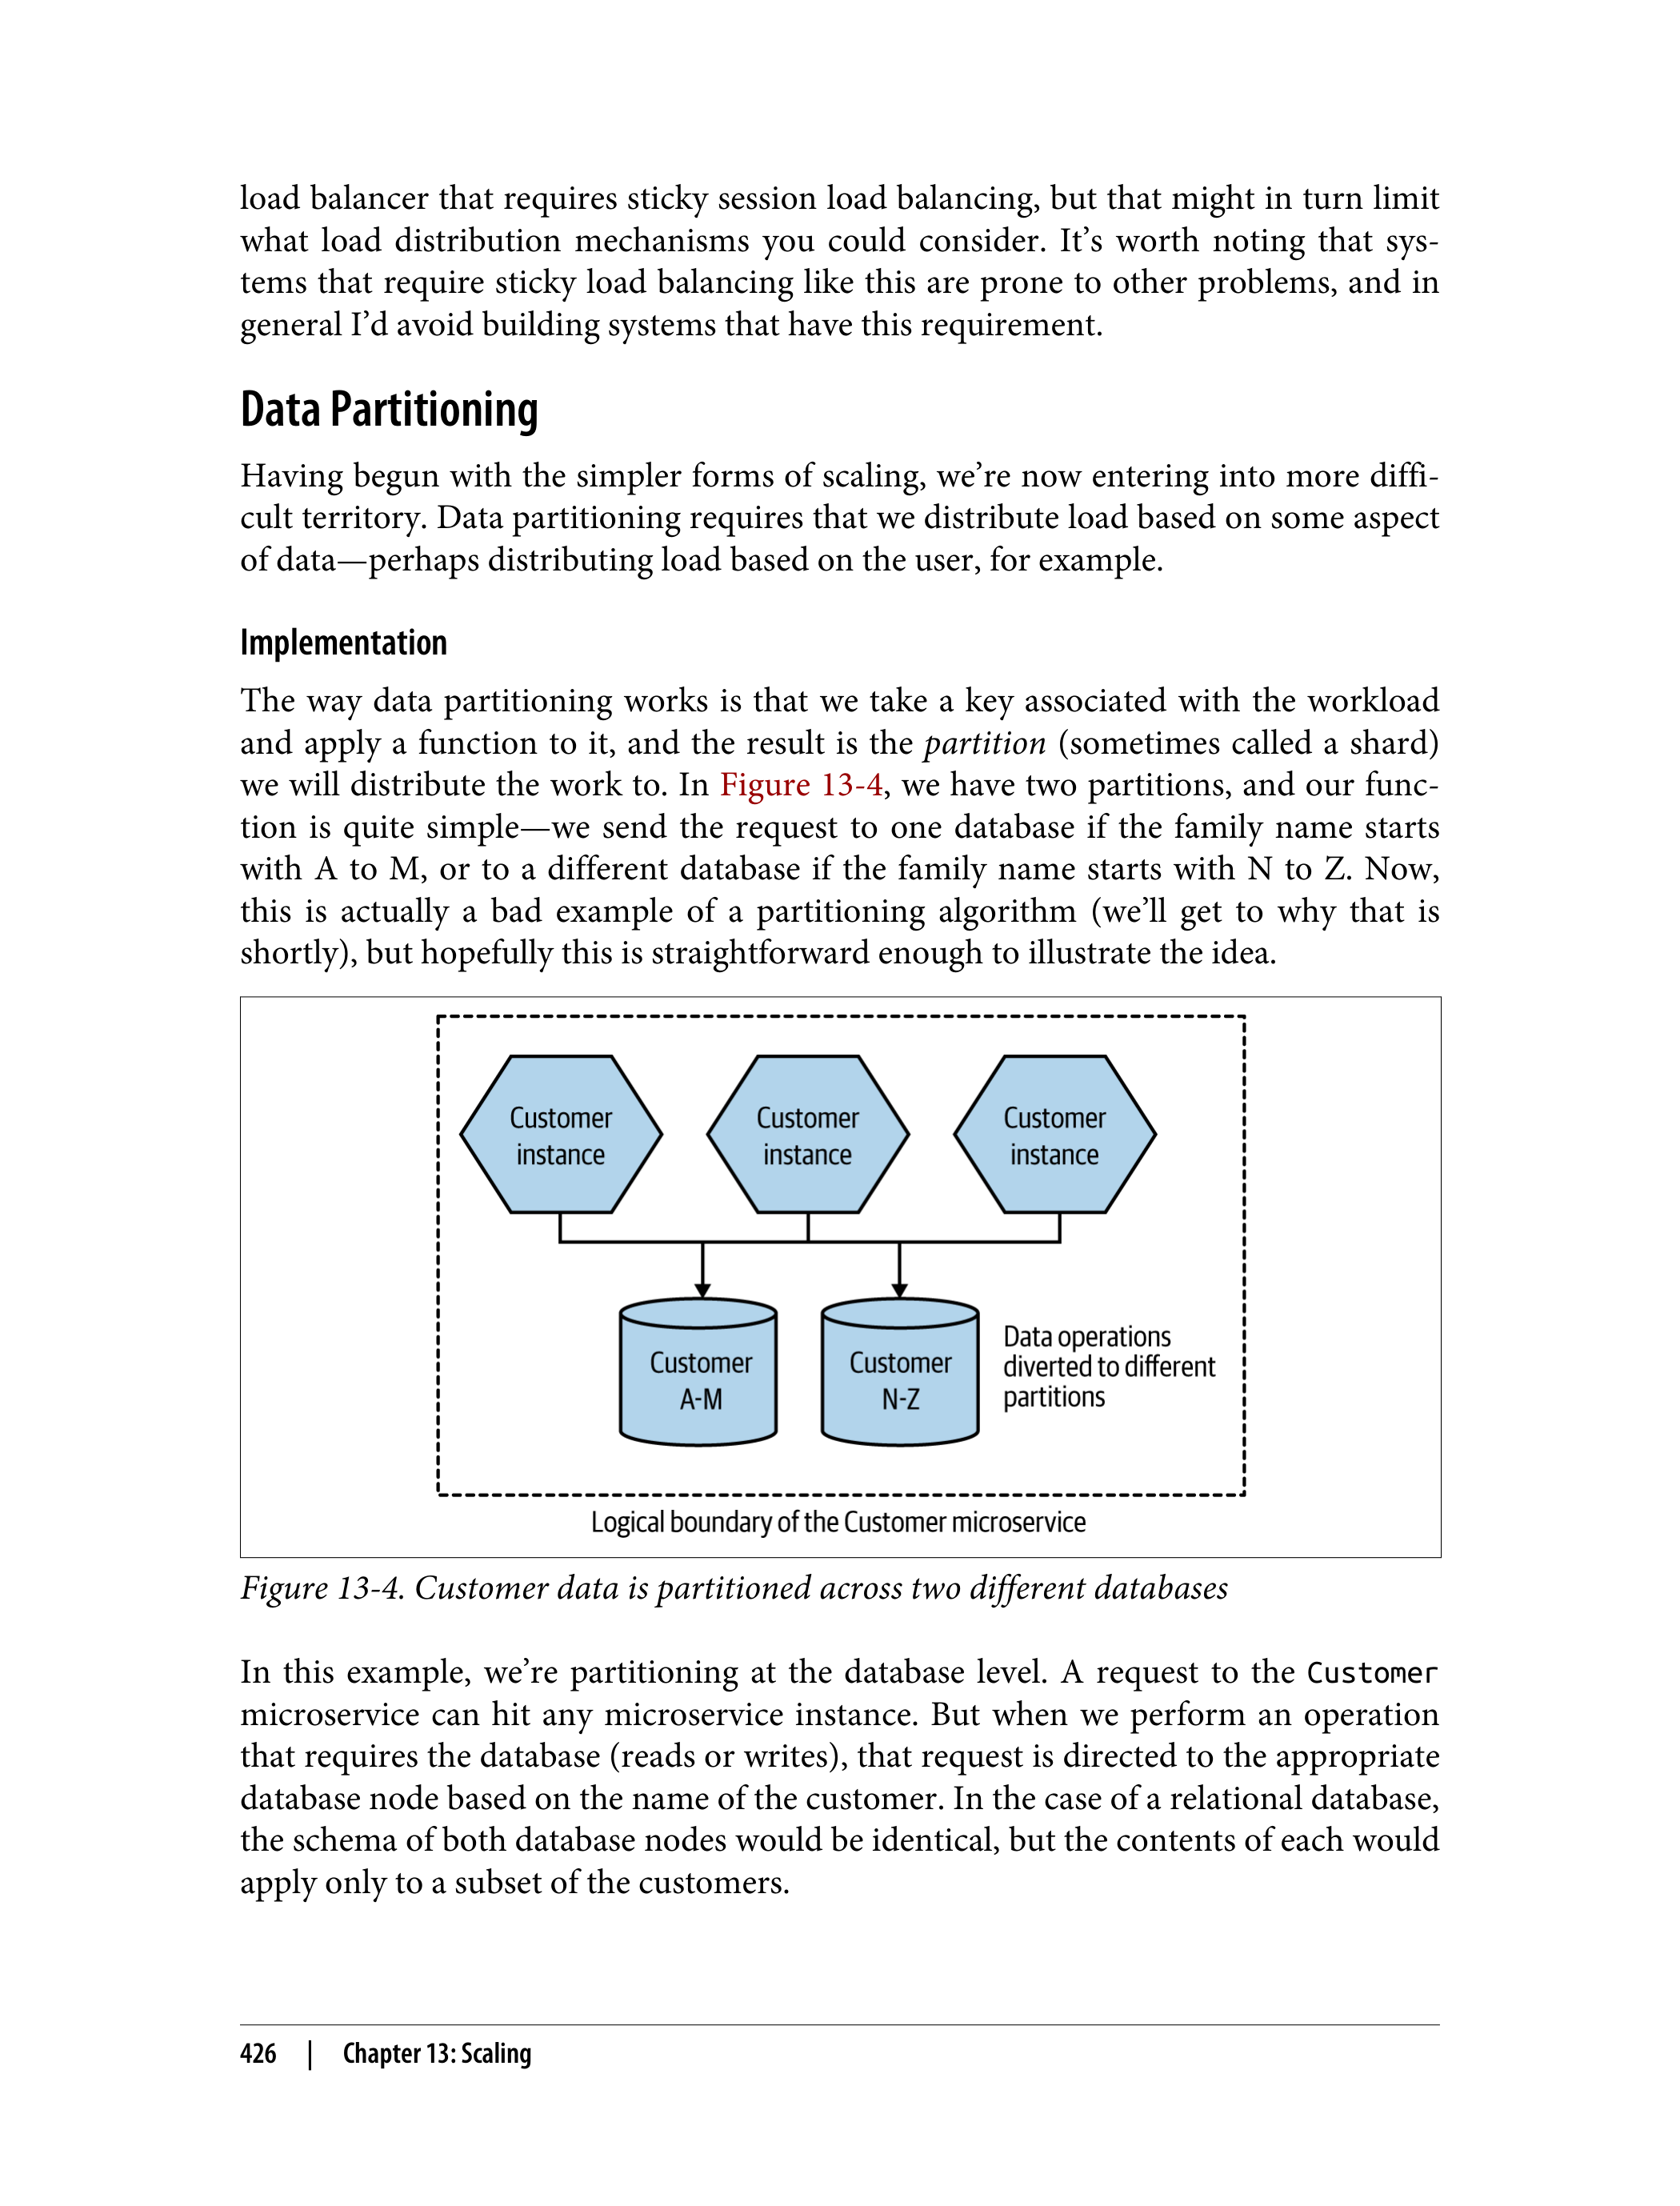 load balancer that requires sticky session load balancing, but that might in turn limit
what load distribution mechanisms you could consider. It’s worth noting that sys-
tems that require sticky load balancing like this are prone to other problems, and in
general I’d avoid building systems that have this requirement.
Data Partitioning
Having begun with the simpler forms of scaling, we’re now entering into more diffi-
cult territory. Data partitioning requires that we distribute load based on some aspect
of data—perhaps distributing load based on the user, for example.
Implementation
The way data partitioning works is that we take a key associated with the workload
and apply a function to it, and the result is the partition (sometimes called a shard)
we will distribute the work to. In Figure 13-4, we have two partitions, and our func-
tion is quite simple—we send the request to one database if the family name starts
with A to M, or to a different database if the family name starts with N to Z. Now,
this is actually a bad example of a partitioning algorithm (we’ll get to why that is
shortly), but hopefully this is straightforward enough to illustrate the idea.
Customer
instance
Customer
instance
Customer
instance
Customer
A-M
Customer
N-Z
Data operations
diverted to different
partitions
Logical boundary of the Customer microservice
Figure 13-4. Customer data is partitioned across two different databases
In this example, we’re partitioning at the database level. A request to the Customer
microservice can hit any microservice instance. But when we perform an operation
that requires the database (reads or writes), that request is directed to the appropriate
database node based on the name of the customer. In the case of a relational database,
the schema of both database nodes would be identical, but the contents of each would
apply only to a subset of the customers.
426 | Chapter 13: Scaling